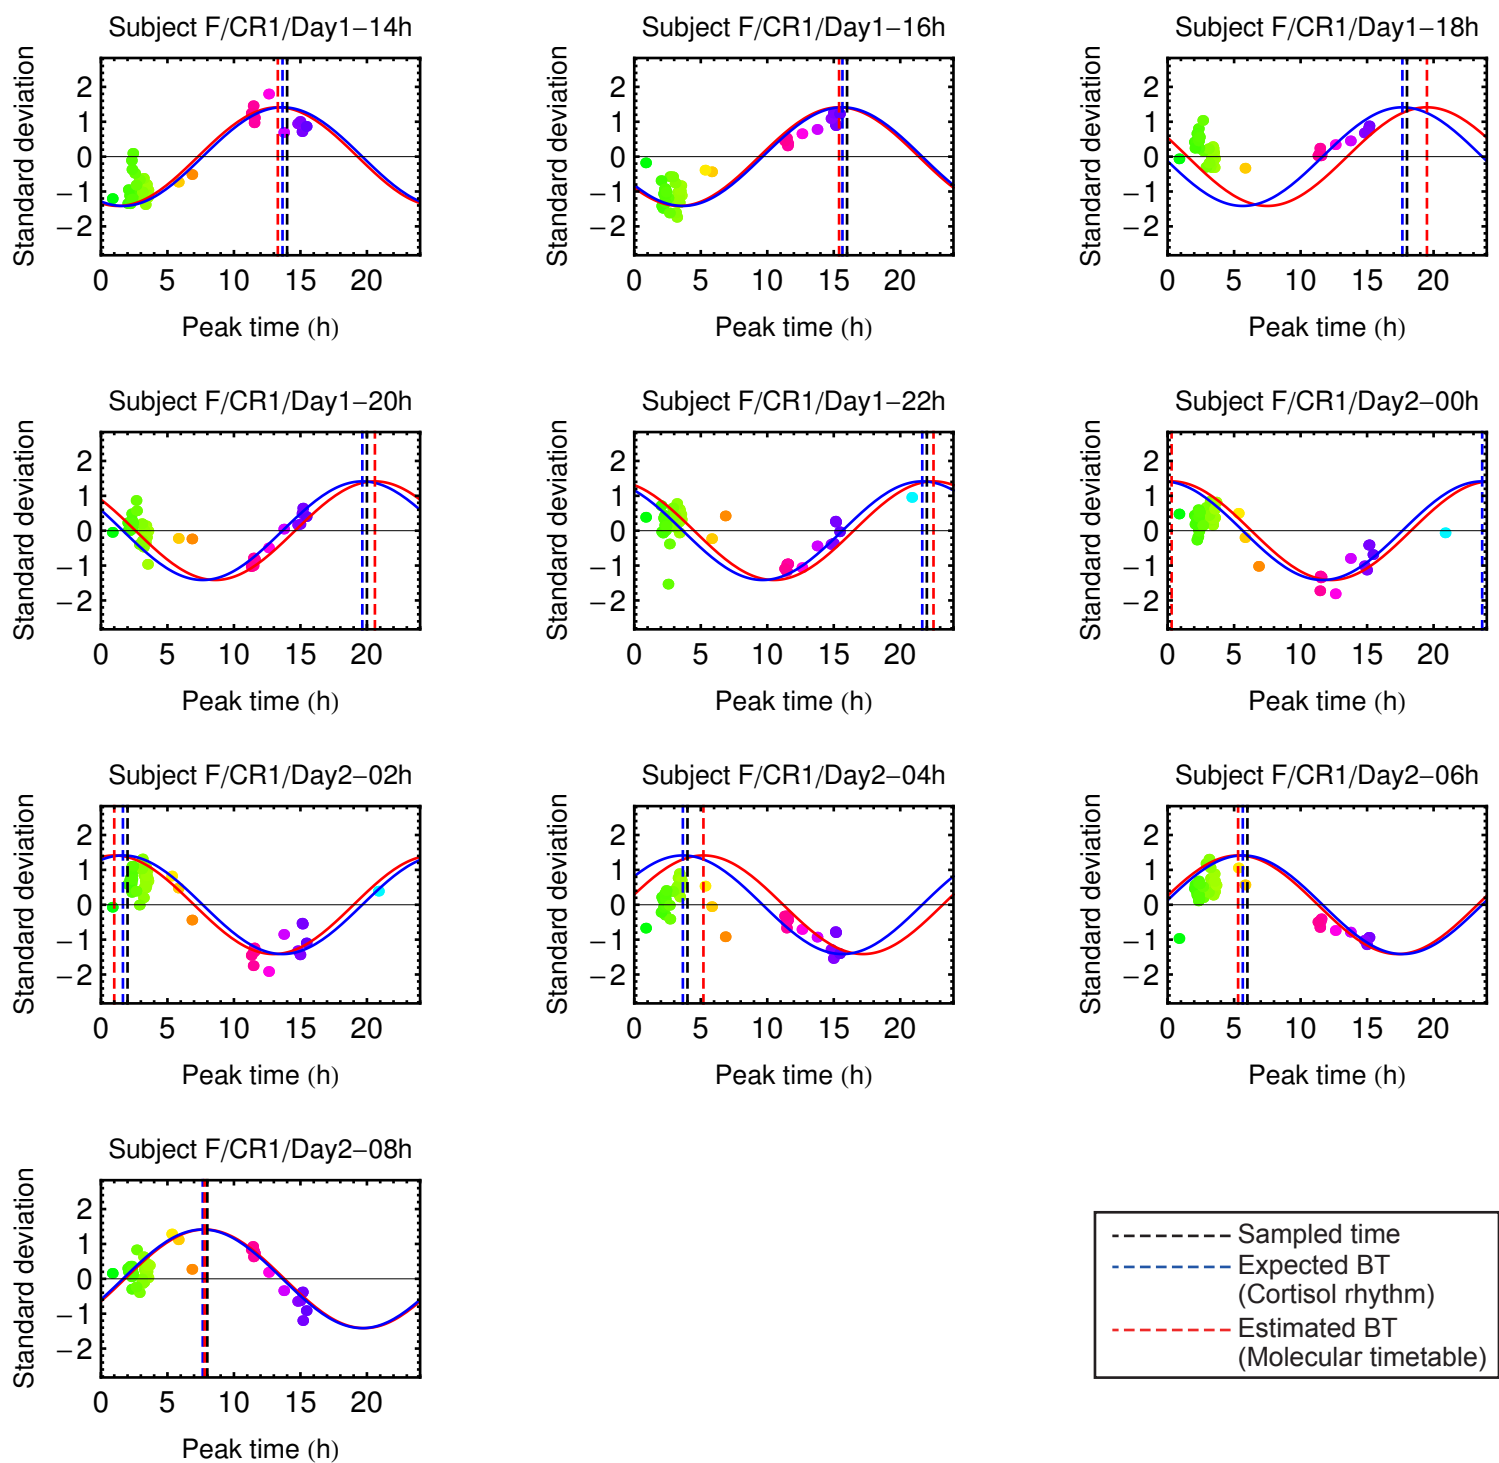 Subject F/CR1/Day1−14h
Standard deviation
2
1
0
−1
−2
0 5 10 15 20
Peak time (h)
Subject F/CR1/Day1−16h
Standard deviation
2
1
0
−1
−2
0 5 10 15 20
Peak time (h)
Subject F/CR1/Day1−18h
Standard deviation
2
1
0
−1
−2
0 5 10 15 20
Peak time (h)
Subject F/CR1/Day1−20h
Standard deviation
2
1
0
−1
−2
0 5 10 15 20
Peak time (h)
Subject F/CR1/Day1−22h
Standard deviation
2
1
0
−1
−2
0 5 10 15 20
Peak time (h)
Subject F/CR1/Day2−00h
Standard deviation
2
1
0
−1
−2
0 5 10 15 20
Peak time (h)
Subject F/CR1/Day2−02h
Standard deviation
2
1
0
−1
−2
0 5 10 15 20
Peak time (h)
Subject F/CR1/Day2−04h
Standard deviation
2
1
0
−1
−2
0 5 10 15 20
Peak time (h)
Subject F/CR1/Day2−06h
Standard deviation
2
1
0
−1
−2
0 5 10 15 20
Peak time (h)
Subject F/CR1/Day2−08h
Standard deviation
2
1
0
−1
−2
0 5 10 15 20
Peak time (h)
Sampled time
Expected BT
(Cortisol rhythm)
Estimated BT
(Molecular timetable)